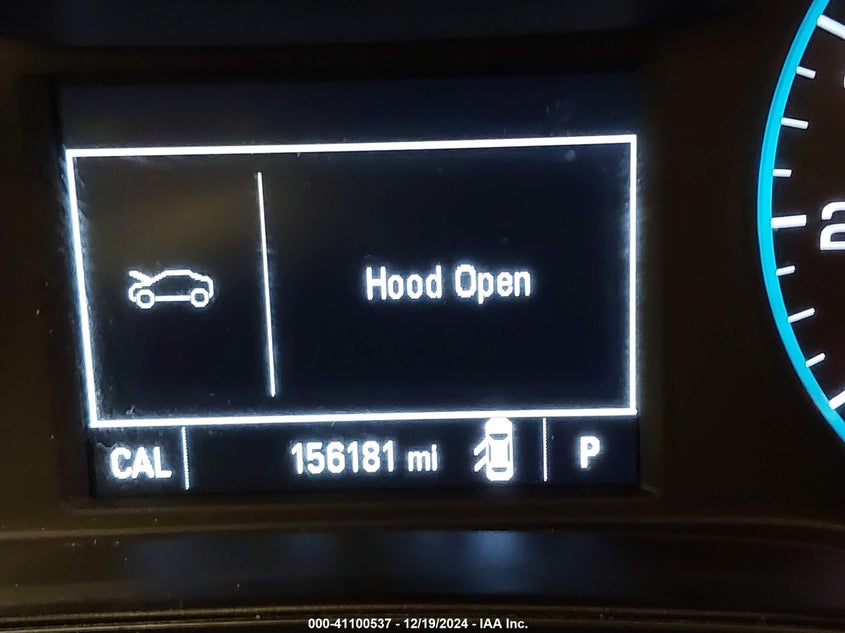 Hood Open
CAL 156181 mi P
000-41100537 - 12/19/2024 - IAA Inc.